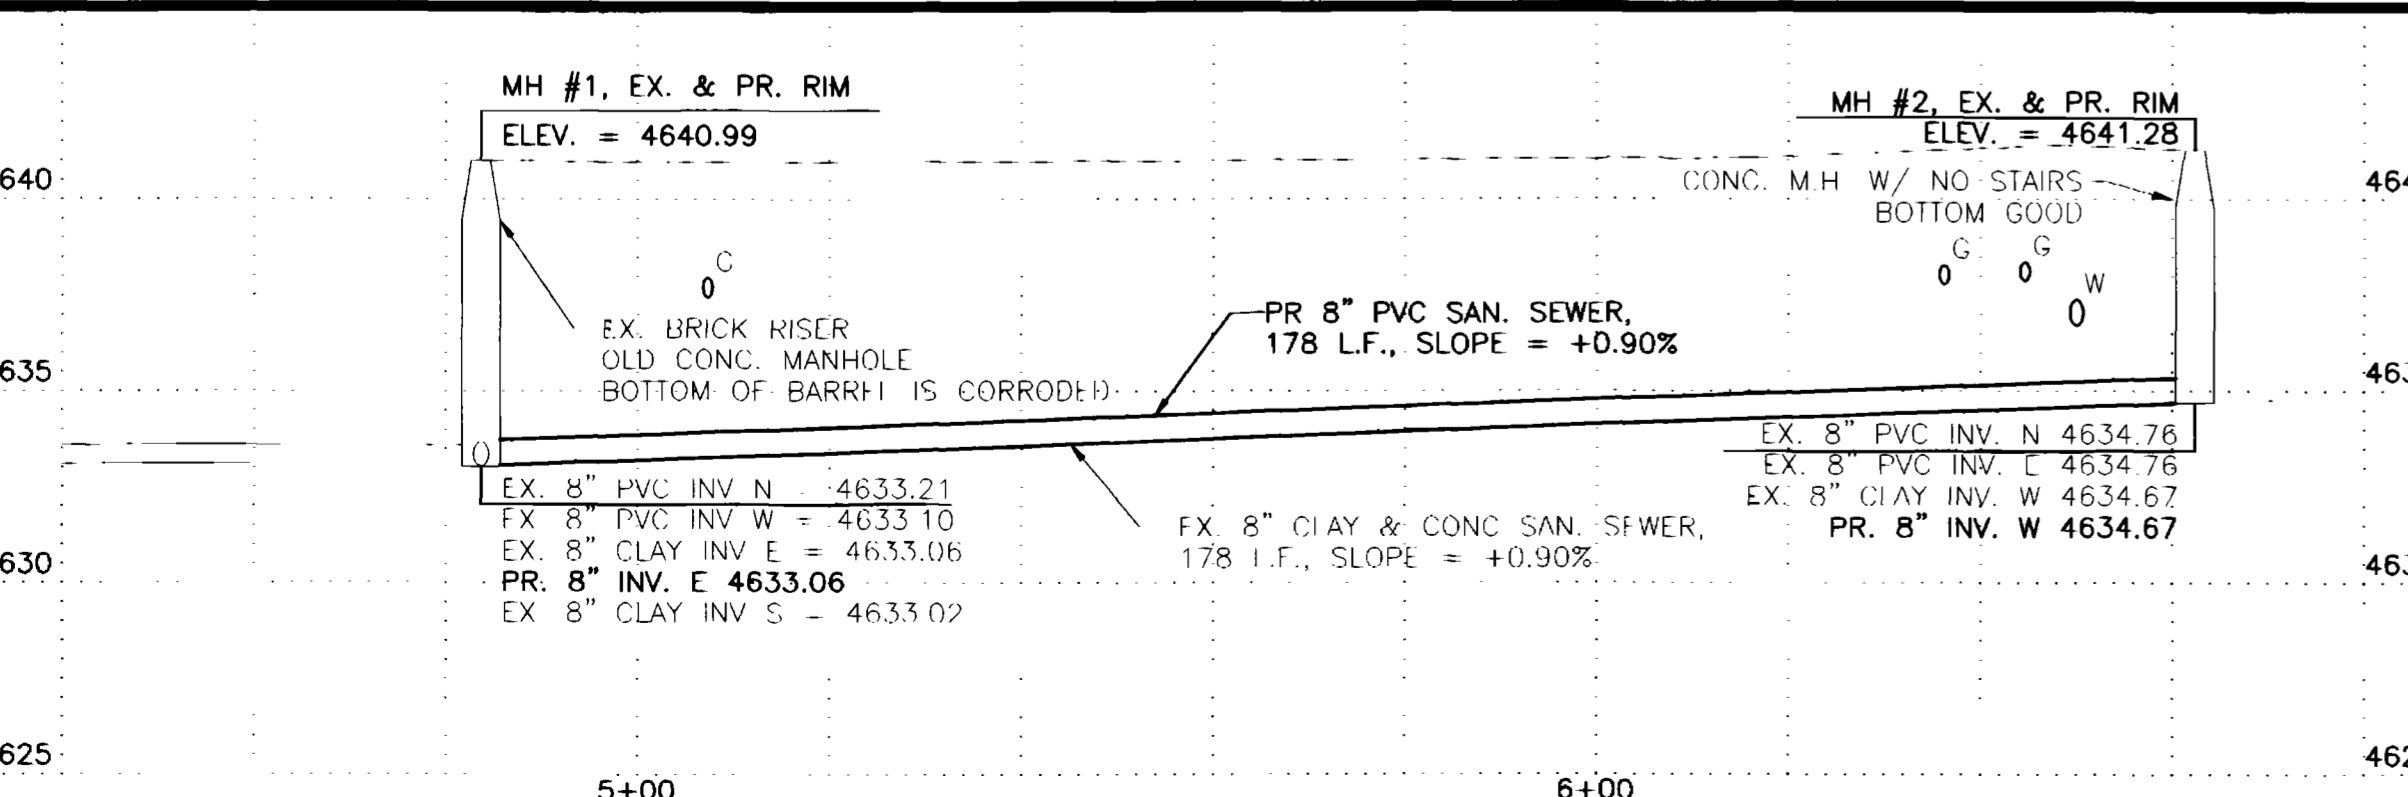 MH #1, EX. & PR. RIM
ELEV. = 4640.99
MH #2, EX. & PR. RIM
ELEV. = 4641.28
640
464
CONC. M.H W/ NO STAIRS
BOTTOM GOOD
C
G
G
W
EX. BRICK RISER
OLD CONC. MANHOLE
BOTTOM OF BARREL IS CORRODED
PR 8" PVC SAN. SEWER,
178 L.F., SLOPE = +0.90%
635
463
EX. 8" PVC INV N 4633.21
EX 8" PVC INV W = 4633.10
EX. 8" CLAY INV E = 4633.06
PR. 8" INV. E 4633.06
EX 8" CLAY INV S = 4633.02
EX. 8" CLAY & CONC SAN. SEWER,
178 L.F., SLOPE = +0.90%
EX. 8" PVC INV. N 4634.76
EX. 8" PVC INV. E 4634.76
EX. 8" CLAY INV. W 4634.67
PR. 8" INV. W 4634.67
630
463
625
462
5+00
6+00